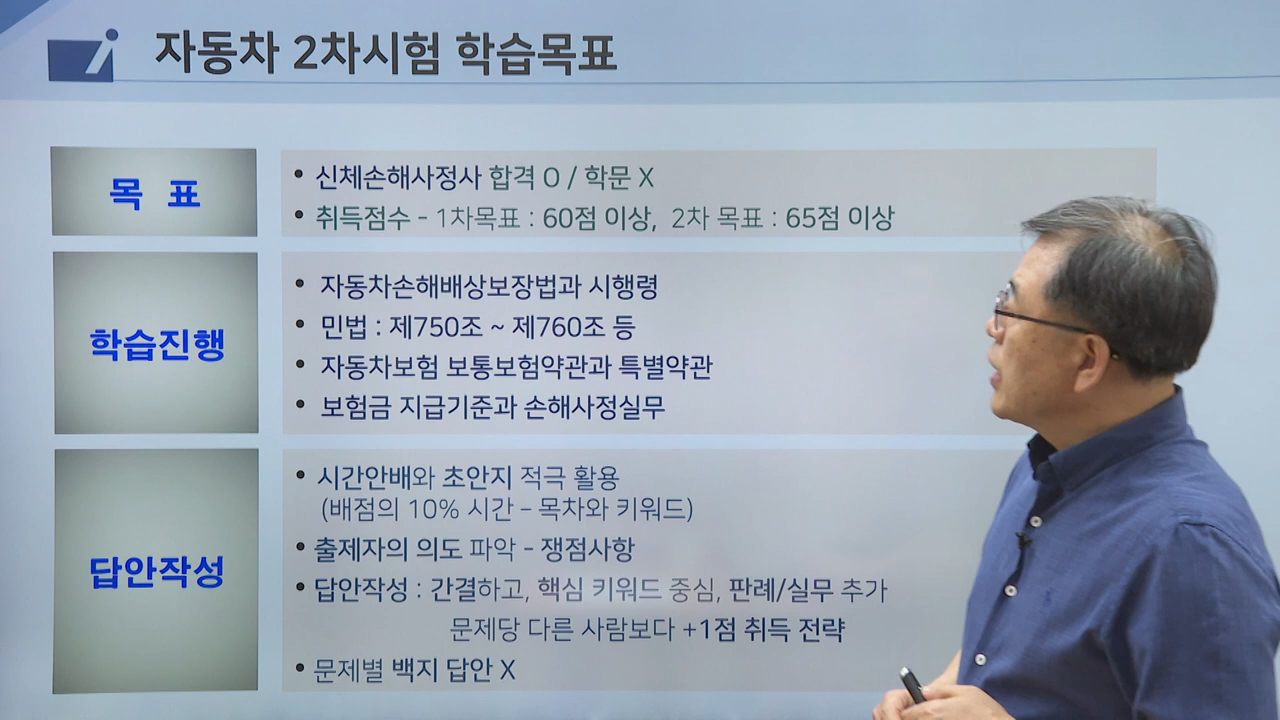 자동차 2차시험 학습목표
목 표
• 신체손해사정사 합격 O / 학문 X
• 취득점수 - 1차목표 : 60점 이상, 2차 목표 : 65점 이상
학습진행
• 자동차손해배상보장법과 시행령
• 민법 : 제750조 ~ 제760조 등
• 자동차보험 보통보험약관과 특별약관
• 보험금 지급기준과 손해사정실무
답안작성
• 시간안배와 초안지 적극 활용
(배점의 10% 시간 - 목차와 키워드)
• 출제자의 의도 파악 - 쟁점사항
• 답안작성 : 간결하고, 핵심 키워드 중심, 판례/실무 추가
문제당 다른 사람보다 +1점 취득 전략
• 문제별 백지 답안 X